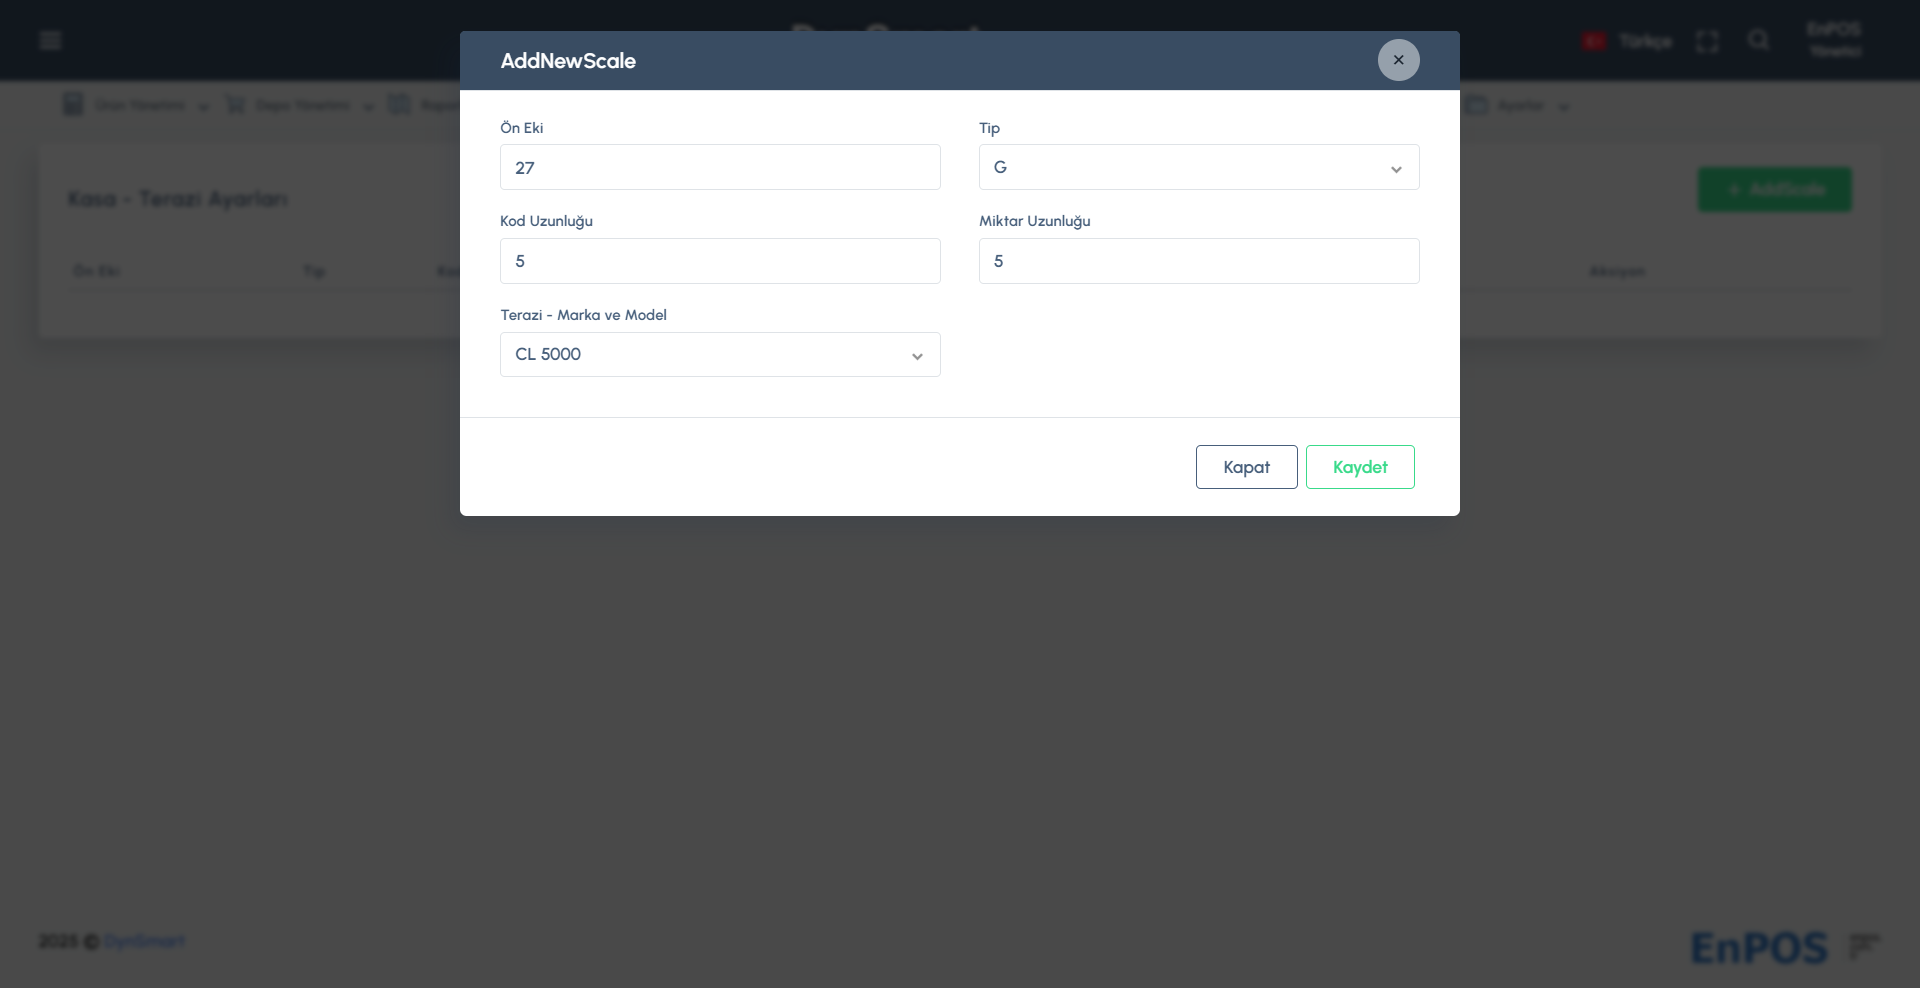 Türkçe
EnPOS
Yönetici
AddNewScale
Ürün Yönetimi
Depo Yönetimi
Ayarlar
Kasa - Terazi Ayarları
+ AddScale
Ön Eki
Tip
Aksiyon
Ön Eki
Tip
27
G
Kod Uzunluğu
Miktar Uzunluğu
5
5
Terazi - Marka ve Model
CL 5000
Kapat
Kaydet
2025 © DynSmart
EnPOS